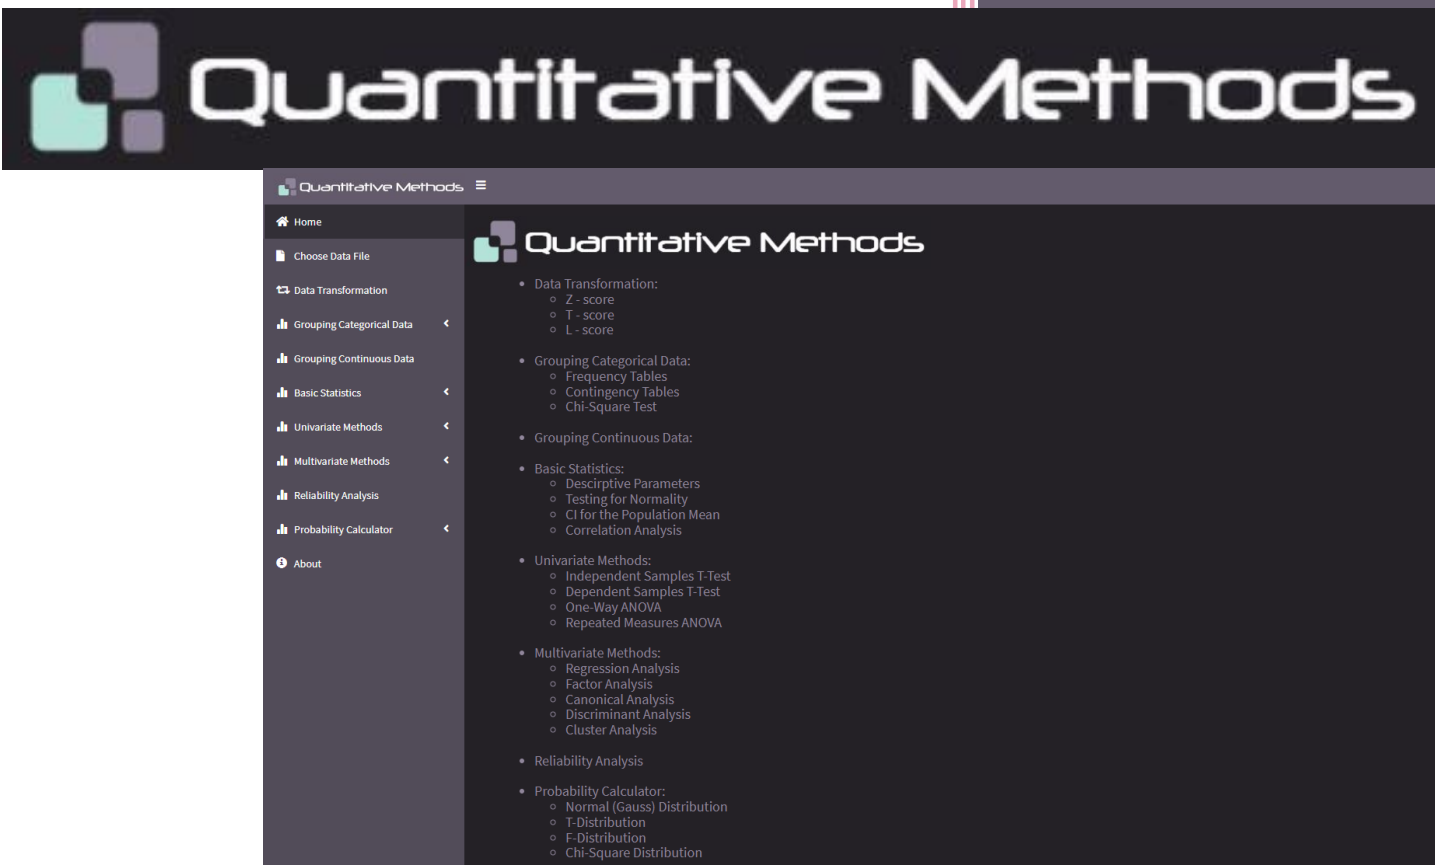 Quantitative Methods
Quantitative Methods
Home
Choose Data File
Data Transformation
Grouping Categorical Data
Grouping Continuous Data
Basic Statistics
Univariate Methods
Multivariate Methods
Reliability Analysis
Probability Calculator
About
Quantitative Methods
Data Transformation:
Z - score
T - score
L - score
Grouping Categorical Data:
Frequency Tables
Contingency Tables
Chi-Square Test
Grouping Continuous Data:
Basic Statistics:
Descirptive Parameters
Testing for Normality
CI for the Population Mean
Correlation Analysis
Univariate Methods:
Independent Samples T-Test
Dependent Samples T-Test
One-Way ANOVA
Repeated Measures ANOVA
Multivariate Methods:
Regression Analysis
Factor Analysis
Canonical Analysis
Discriminant Analysis
Cluster Analysis
Reliability Analysis
Probability Calculator:
Normal (Gauss) Distribution
T-Distribution
F-Distribution
Chi-Square Distribution